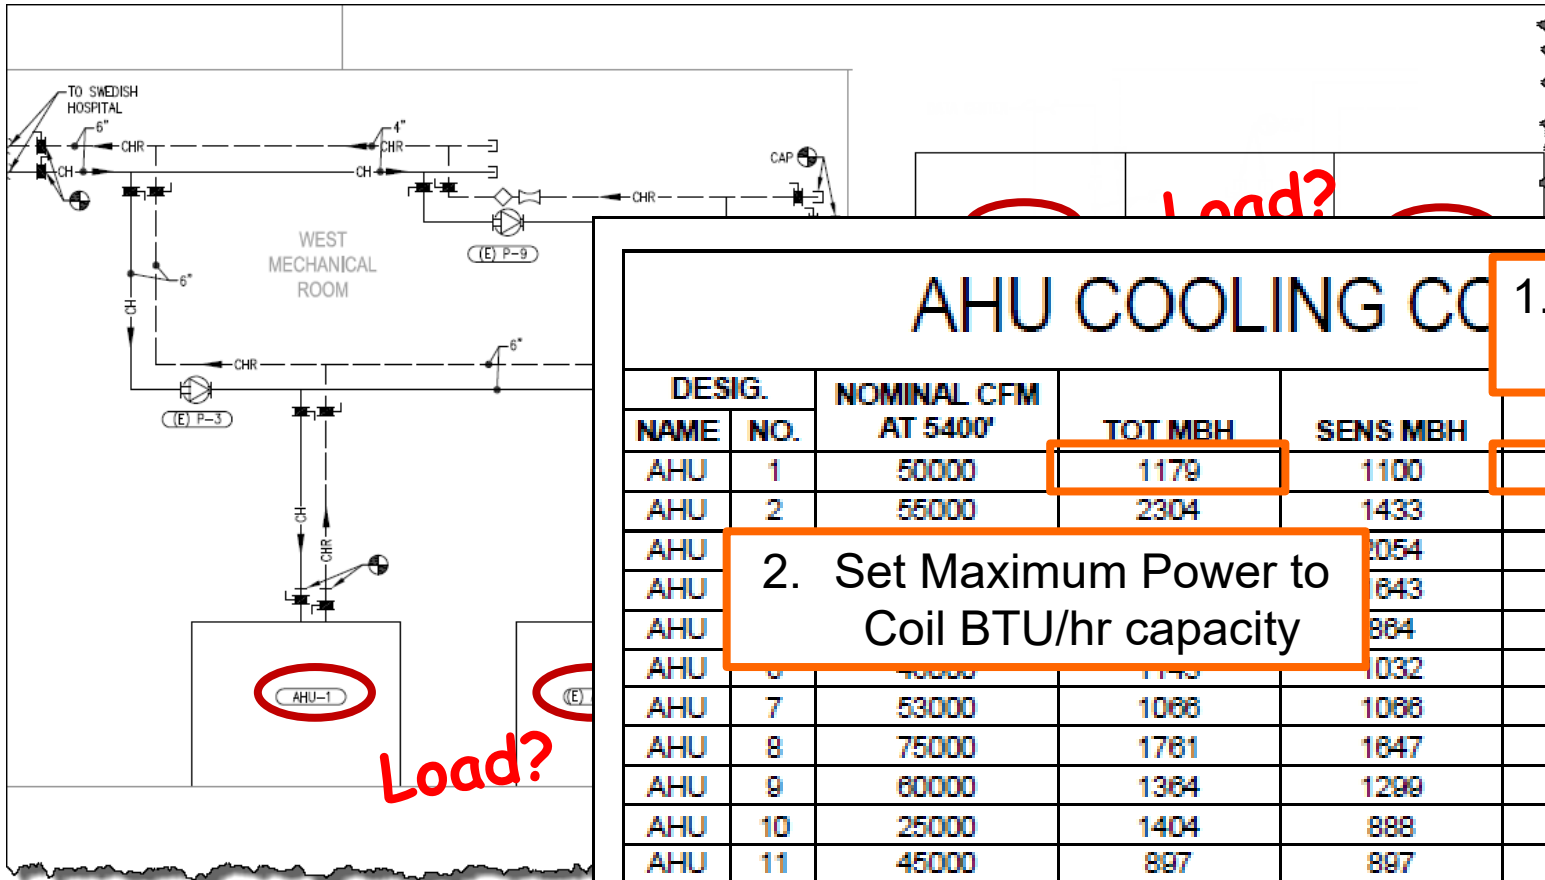 TO SWEDISH
HOSPITAL
6"
4"
CHR
CHR
CH
CH
CAP
CHR
(E) P-9
WEST
MECHANICAL
ROOM
6"
CH
6"
CHR
(E) P-3
CH
CHR
AHU-1
(E)
Load?
Load?
AHU COOLING CO
1.
DESIG. NOMINAL CFM
AT 5400' TOT MBH SENS MBH
NAME NO.
AHU 1 50000 1179 1100
AHU 2 55000 2304 1433
AHU 2054
AHU 1643
AHU 864
AHU 1032
2. Set Maximum Power to
Coil BTU/hr capacity
AHU 7 53000 1066 1066
AHU 8 75000 1761 1647
AHU 9 60000 1364 1299
AHU 10 25000 1404 888
AHU 11 45000 897 897